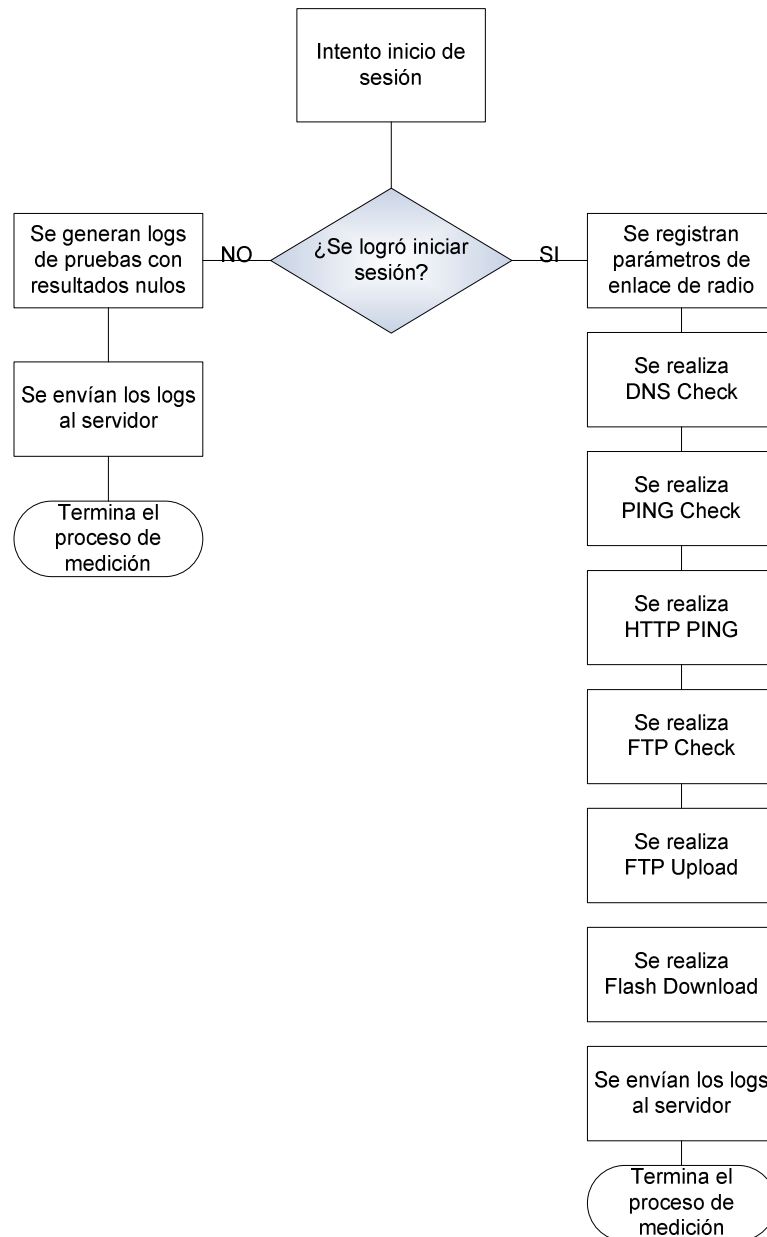 Intento inicio de
sesión
¿Se logró iniciar
sesión?
NO
SI
Se generan logs
de pruebas con
resultados nulos
Se envían los logs
al servidor
Termina el
proceso de
medición
Se registran
parámetros de
enlace de radio
Se realiza
DNS Check
Se realiza
PING Check
Se realiza
HTTP PING
Se realiza
FTP Check
Se realiza
FTP Upload
Se realiza
Flash Download
Se envían los logs
al servidor
Termina el
proceso de
medición